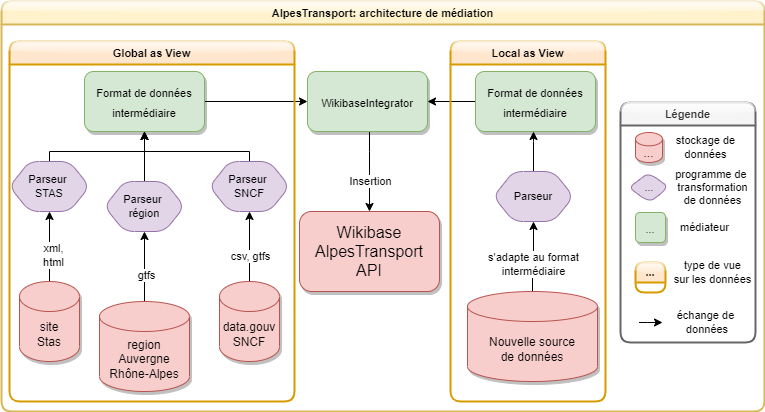 AlpesTransport: architecture de médiation
Global as View
Format de données
intermédiaire
Parseur
STAS
Parseur
région
Parseur
SNCF
xml,
html
gtfs
csv, gtfs
site
Stas
region
Auvergne
Rhône-Alpes
data.gouv
SNCF
WikibaseIntegrator
Insertion
Wikibase
AlpesTransport
API
Local as View
Format de données
intermédiaire
Parseur
s'adapte au format
intermédiaire
Nouvelle source
de données
Légende
...
stockage de
données
...
programme de
transformation
de données
...
médiateur
...
type de vue
sur les données
échange de
données